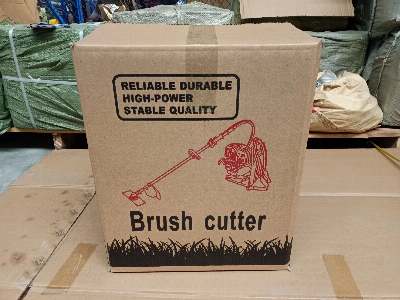 RELIABLE DURABLE
HIGH-POWER
STABLE QUALITY
Brush cutter